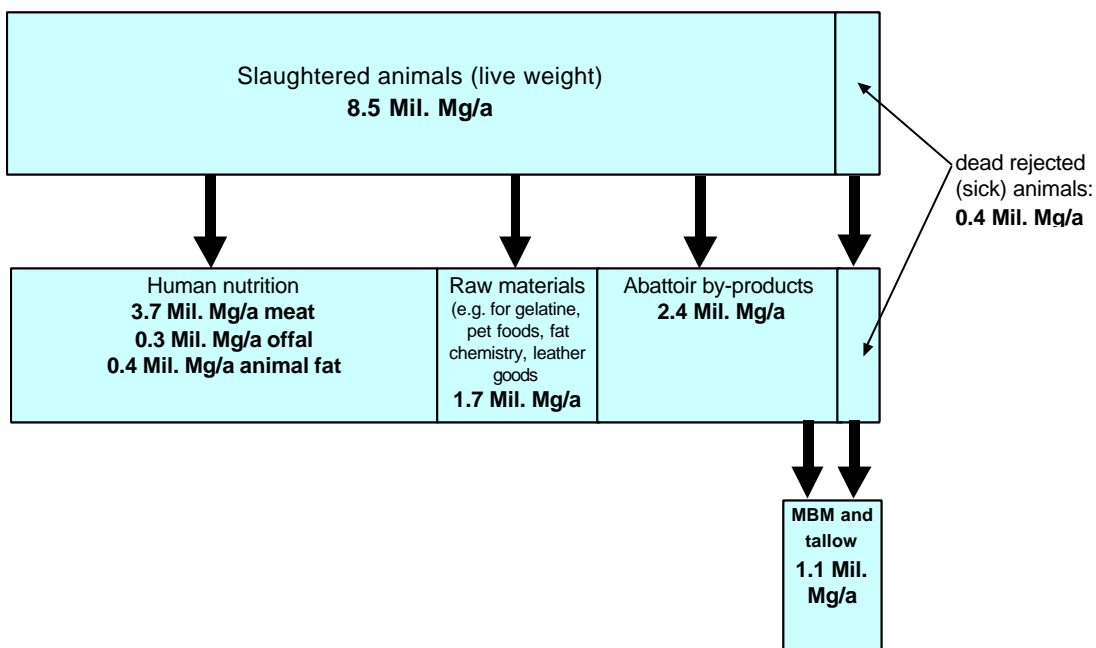 Slaughtered animals (live weight)
8.5 Mil. Mg/a
dead rejected
(sick) animals:
0.4 Mil. Mg/a
Human nutrition
3.7 Mil. Mg/a meat
0.3 Mil. Mg/a offal
0.4 Mil. Mg/a animal fat
Raw materials
(e.g. for gelatine,
pet foods, fat
chemistry, leather
goods
1.7 Mil. Mg/a
Abattoir by-products
2.4 Mil. Mg/a
MBM and
tallow
1.1 Mil.
Mg/a